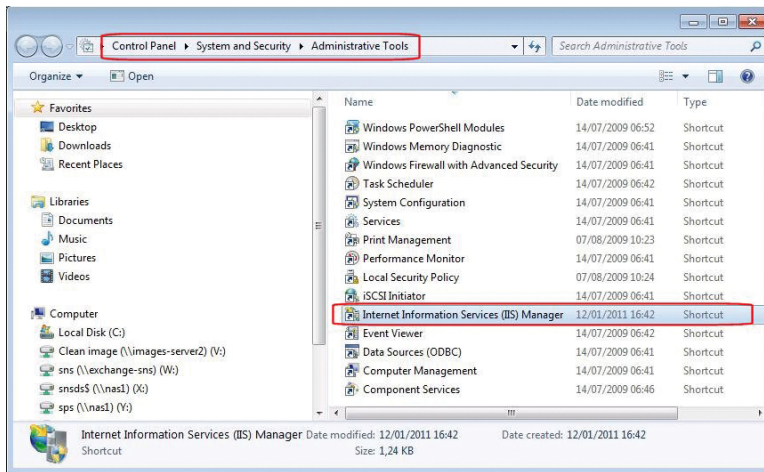 Control Panel ▸ System and Security ▸ Administrative Tools
Search Administrative Tools
Organize ▾ Open
Name Date modified Type
Favorites
Desktop
Downloads
Recent Places
Libraries
Documents
Music
Pictures
Videos
Computer
Local Disk (C:)
Clean image (\\images-server2) (V:)
sns (\\exchange-sns) (W:)
snsds$ (\\nas1) (X:)
sps (\\nas1) (Y:)
Windows PowerShell Modules 14/07/2009 06:52 Shortcut
Windows Memory Diagnostic 14/07/2009 06:41 Shortcut
Windows Firewall with Advanced Security 14/07/2009 06:41 Shortcut
Task Scheduler 14/07/2009 06:42 Shortcut
System Configuration 14/07/2009 06:41 Shortcut
Services 14/07/2009 06:41 Shortcut
Print Management 07/08/2009 10:23 Shortcut
Performance Monitor 14/07/2009 06:41 Shortcut
Local Security Policy 07/08/2009 10:24 Shortcut
iSCSI Initiator 14/07/2009 06:41 Shortcut
Internet Information Services (IIS) Manager 12/01/2011 16:42 Shortcut
Event Viewer 14/07/2009 06:42 Shortcut
Data Sources (ODBC) 14/07/2009 06:41 Shortcut
Computer Management 14/07/2009 06:41 Shortcut
Component Services 14/07/2009 06:46 Shortcut
Internet Information Services (IIS) Manager Date modified: 12/01/2011 16:42 Date created: 12/01/2011 16:42
Shortcut Size: 1,24 KB